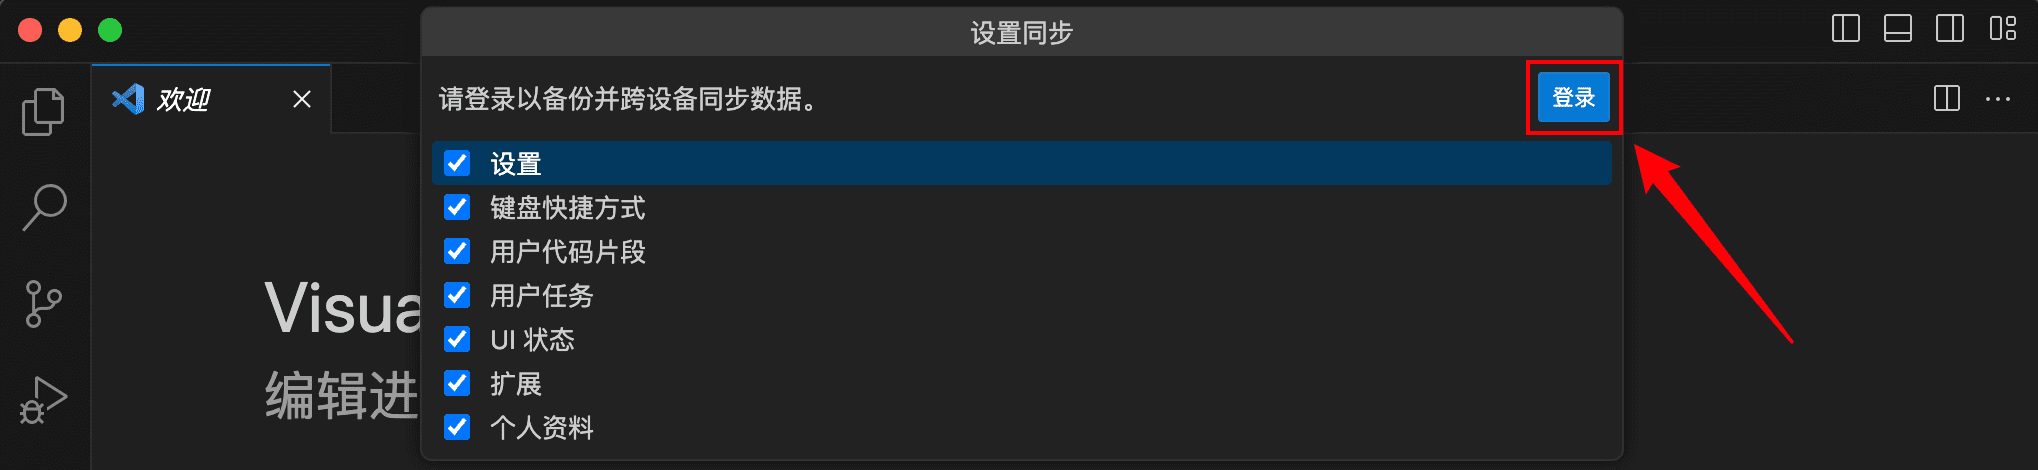 设置同步
欢迎
请登录以备份并跨设备同步数据。
登录
设置
键盘快捷方式
用户代码片段
用户任务
UI 状态
扩展
个人资料
Visua
编辑进